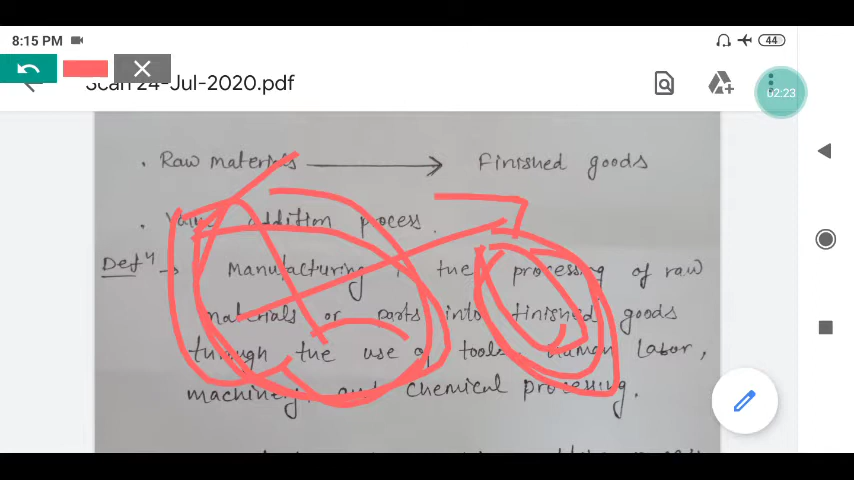 8:15 PM
44
Scan 24-Jul-2020.pdf
02:23
. Raw materials → Finished goods
. Value addition process.
Defⁿ → Manufacturing is the processing of raw
materials or parts into finished goods
through the use of tools, human labor,
machinery, and chemical processing.